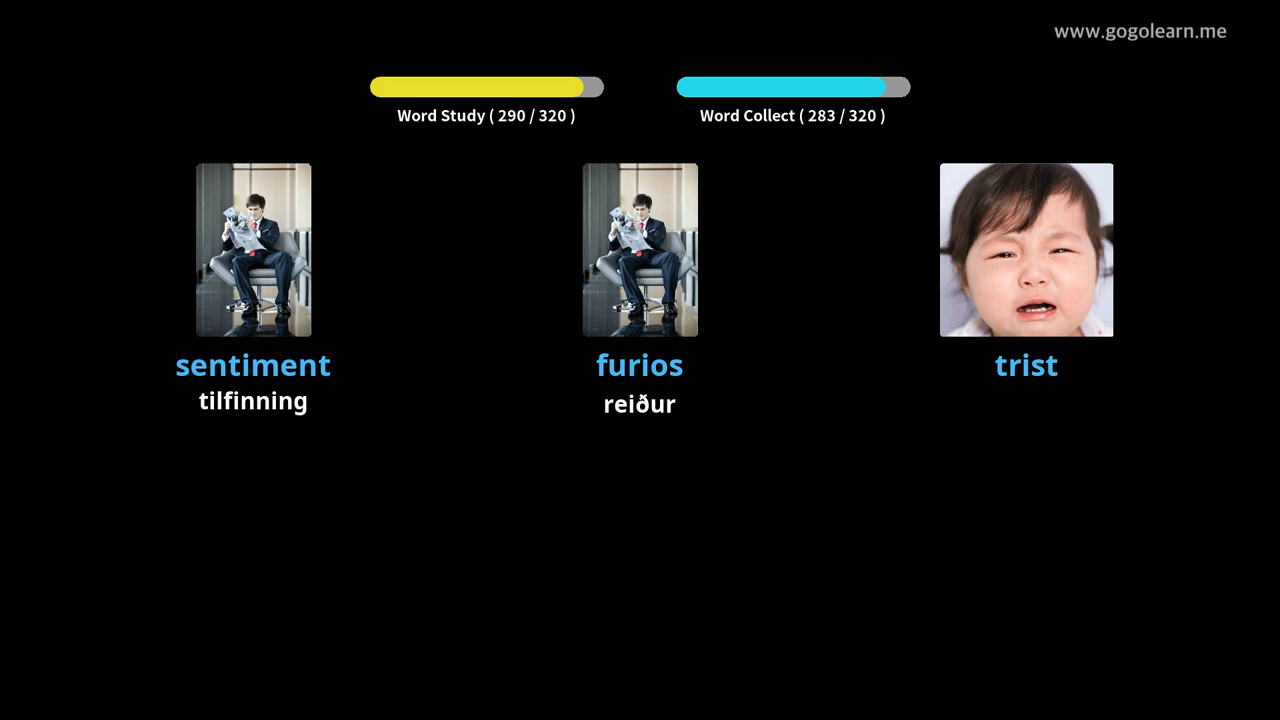 www.gogolearn.me
Word Study ( 290 / 320 )
Word Collect ( 283 / 320 )
sentiment
tilfinning
furios
reiður
trist